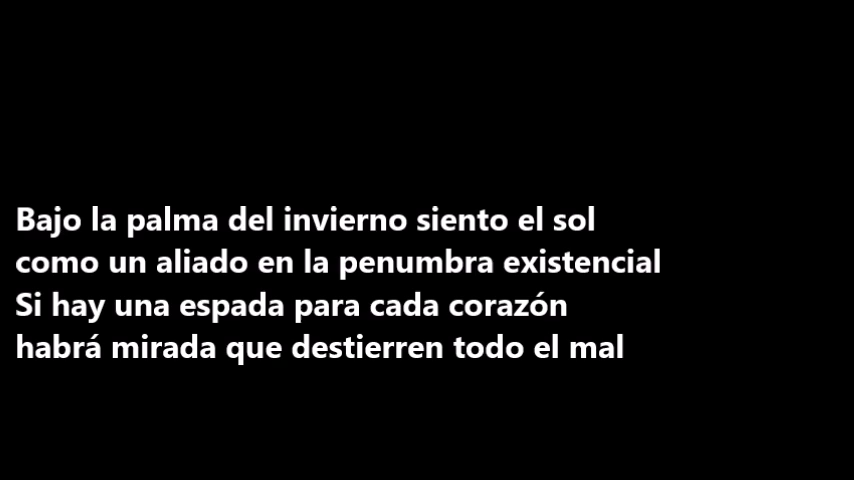 Bajo la palma del invierno siento el sol
como un aliado en la penumbra existencial
Si hay una espada para cada corazón
habrá mirada que destierren todo el mal